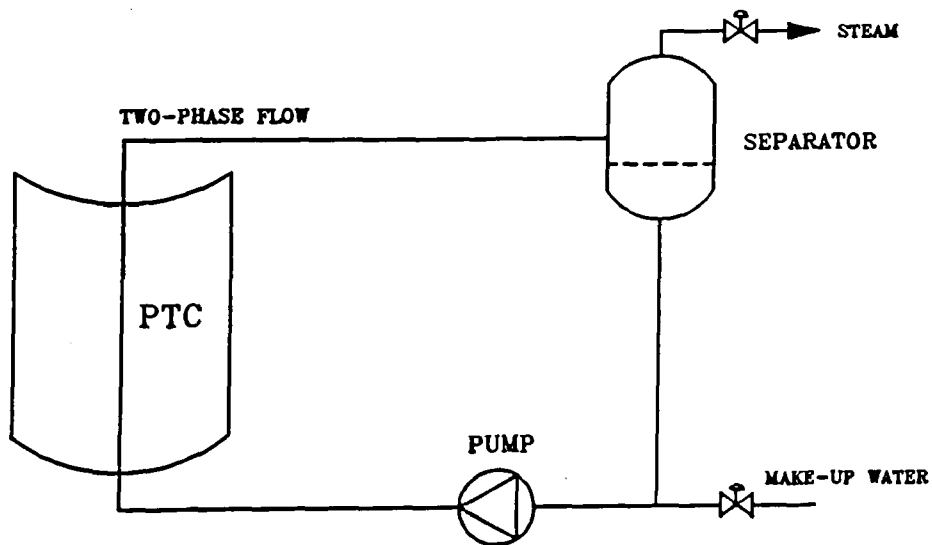 STEAM
TWO-PHASE FLOW
SEPARATOR
PTC
PUMP
MAKE-UP WATER